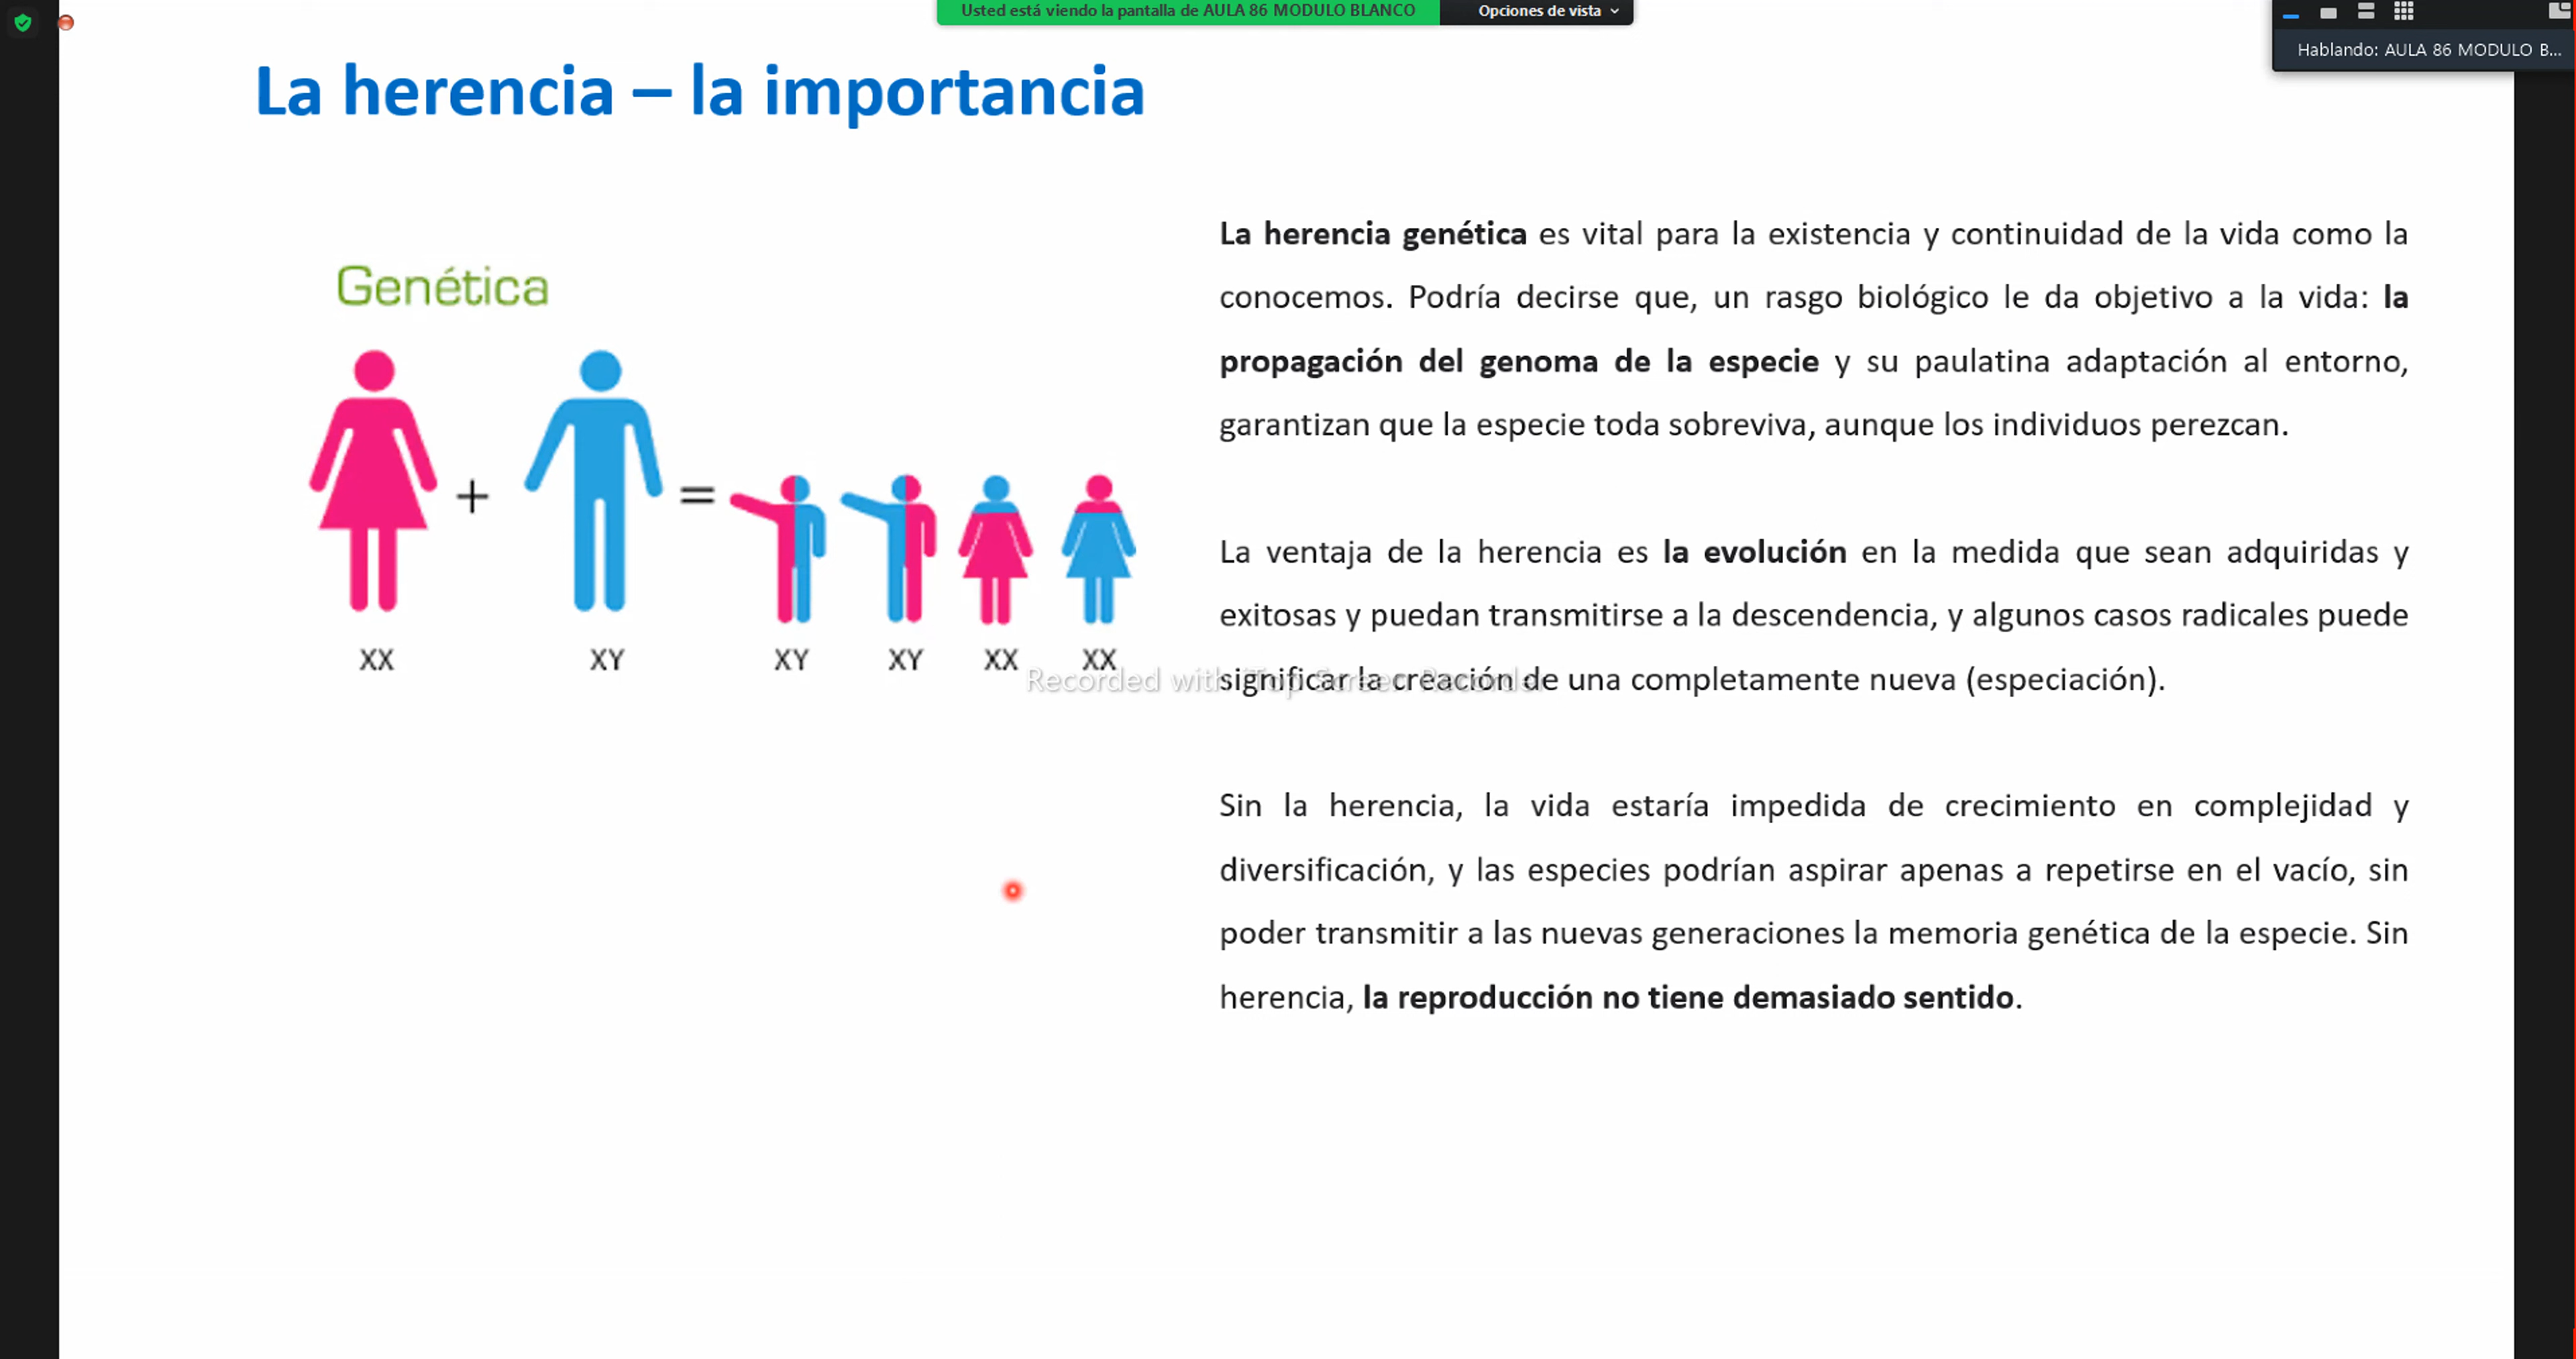 Usted está viendo la pantalla de AULA 86 MODULO BLANCO
Opciones de vista
Hablando: AULA 86 MODULO B...
La herencia – la importancia
Genética
+
=
XX
XY
XY
XY
XX
XX
La herencia genética es vital para la existencia y continuidad de la vida como la
conocemos. Podría decirse que, un rasgo biológico le da objetivo a la vida: la
propagación del genoma de la especie y su paulatina adaptación al entorno,
garantizan que la especie toda sobreviva, aunque los individuos perezcan.
La ventaja de la herencia es la evolución en la medida que sean adquiridas y
exitosas y puedan transmitirse a la descendencia, y algunos casos radicales puede
significar la creación de una completamente nueva (especiación).
Recorded with iTop Screen Recorder
Sin la herencia, la vida estaría impedida de crecimiento en complejidad y
diversificación, y las especies podrían aspirar apenas a repetirse en el vacío, sin
poder transmitir a las nuevas generaciones la memoria genética de la especie. Sin
herencia, la reproducción no tiene demasiado sentido.